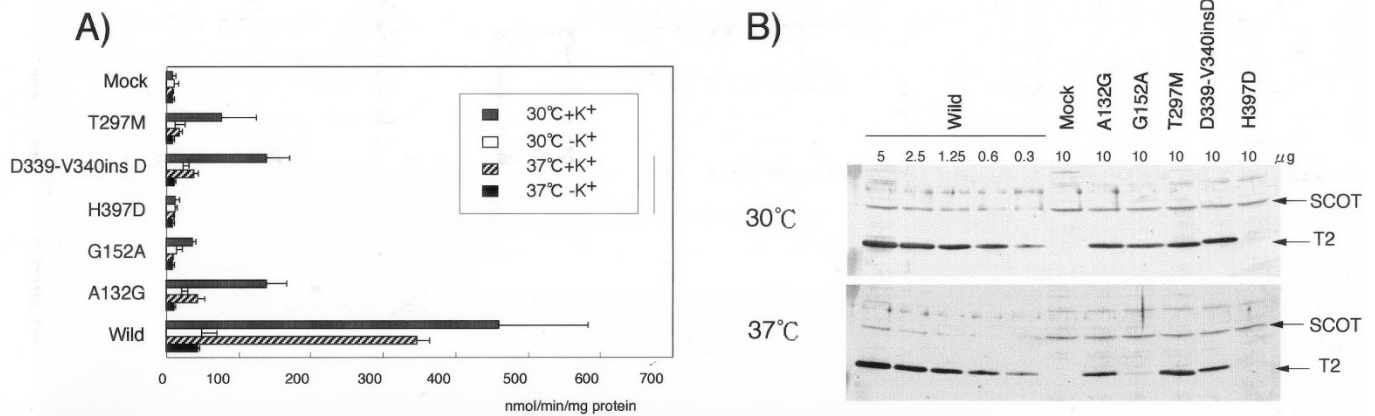 A)
Mock
T297M
D339-V340ins D
H397D
G152A
A132G
Wild
0 100 200 300 400 500 600 700
nmol/min/mg protein
30℃+K⁺
30℃ -K⁺
37℃+K⁺
37℃ -K⁺
B)
Wild
Mock
A132G
G152A
T297M
D339-V340insD
H397D
5 2.5 1.25 0.6 0.3 10 10 10 10 10 10 μg
30℃
SCOT
T2
37℃
SCOT
T2